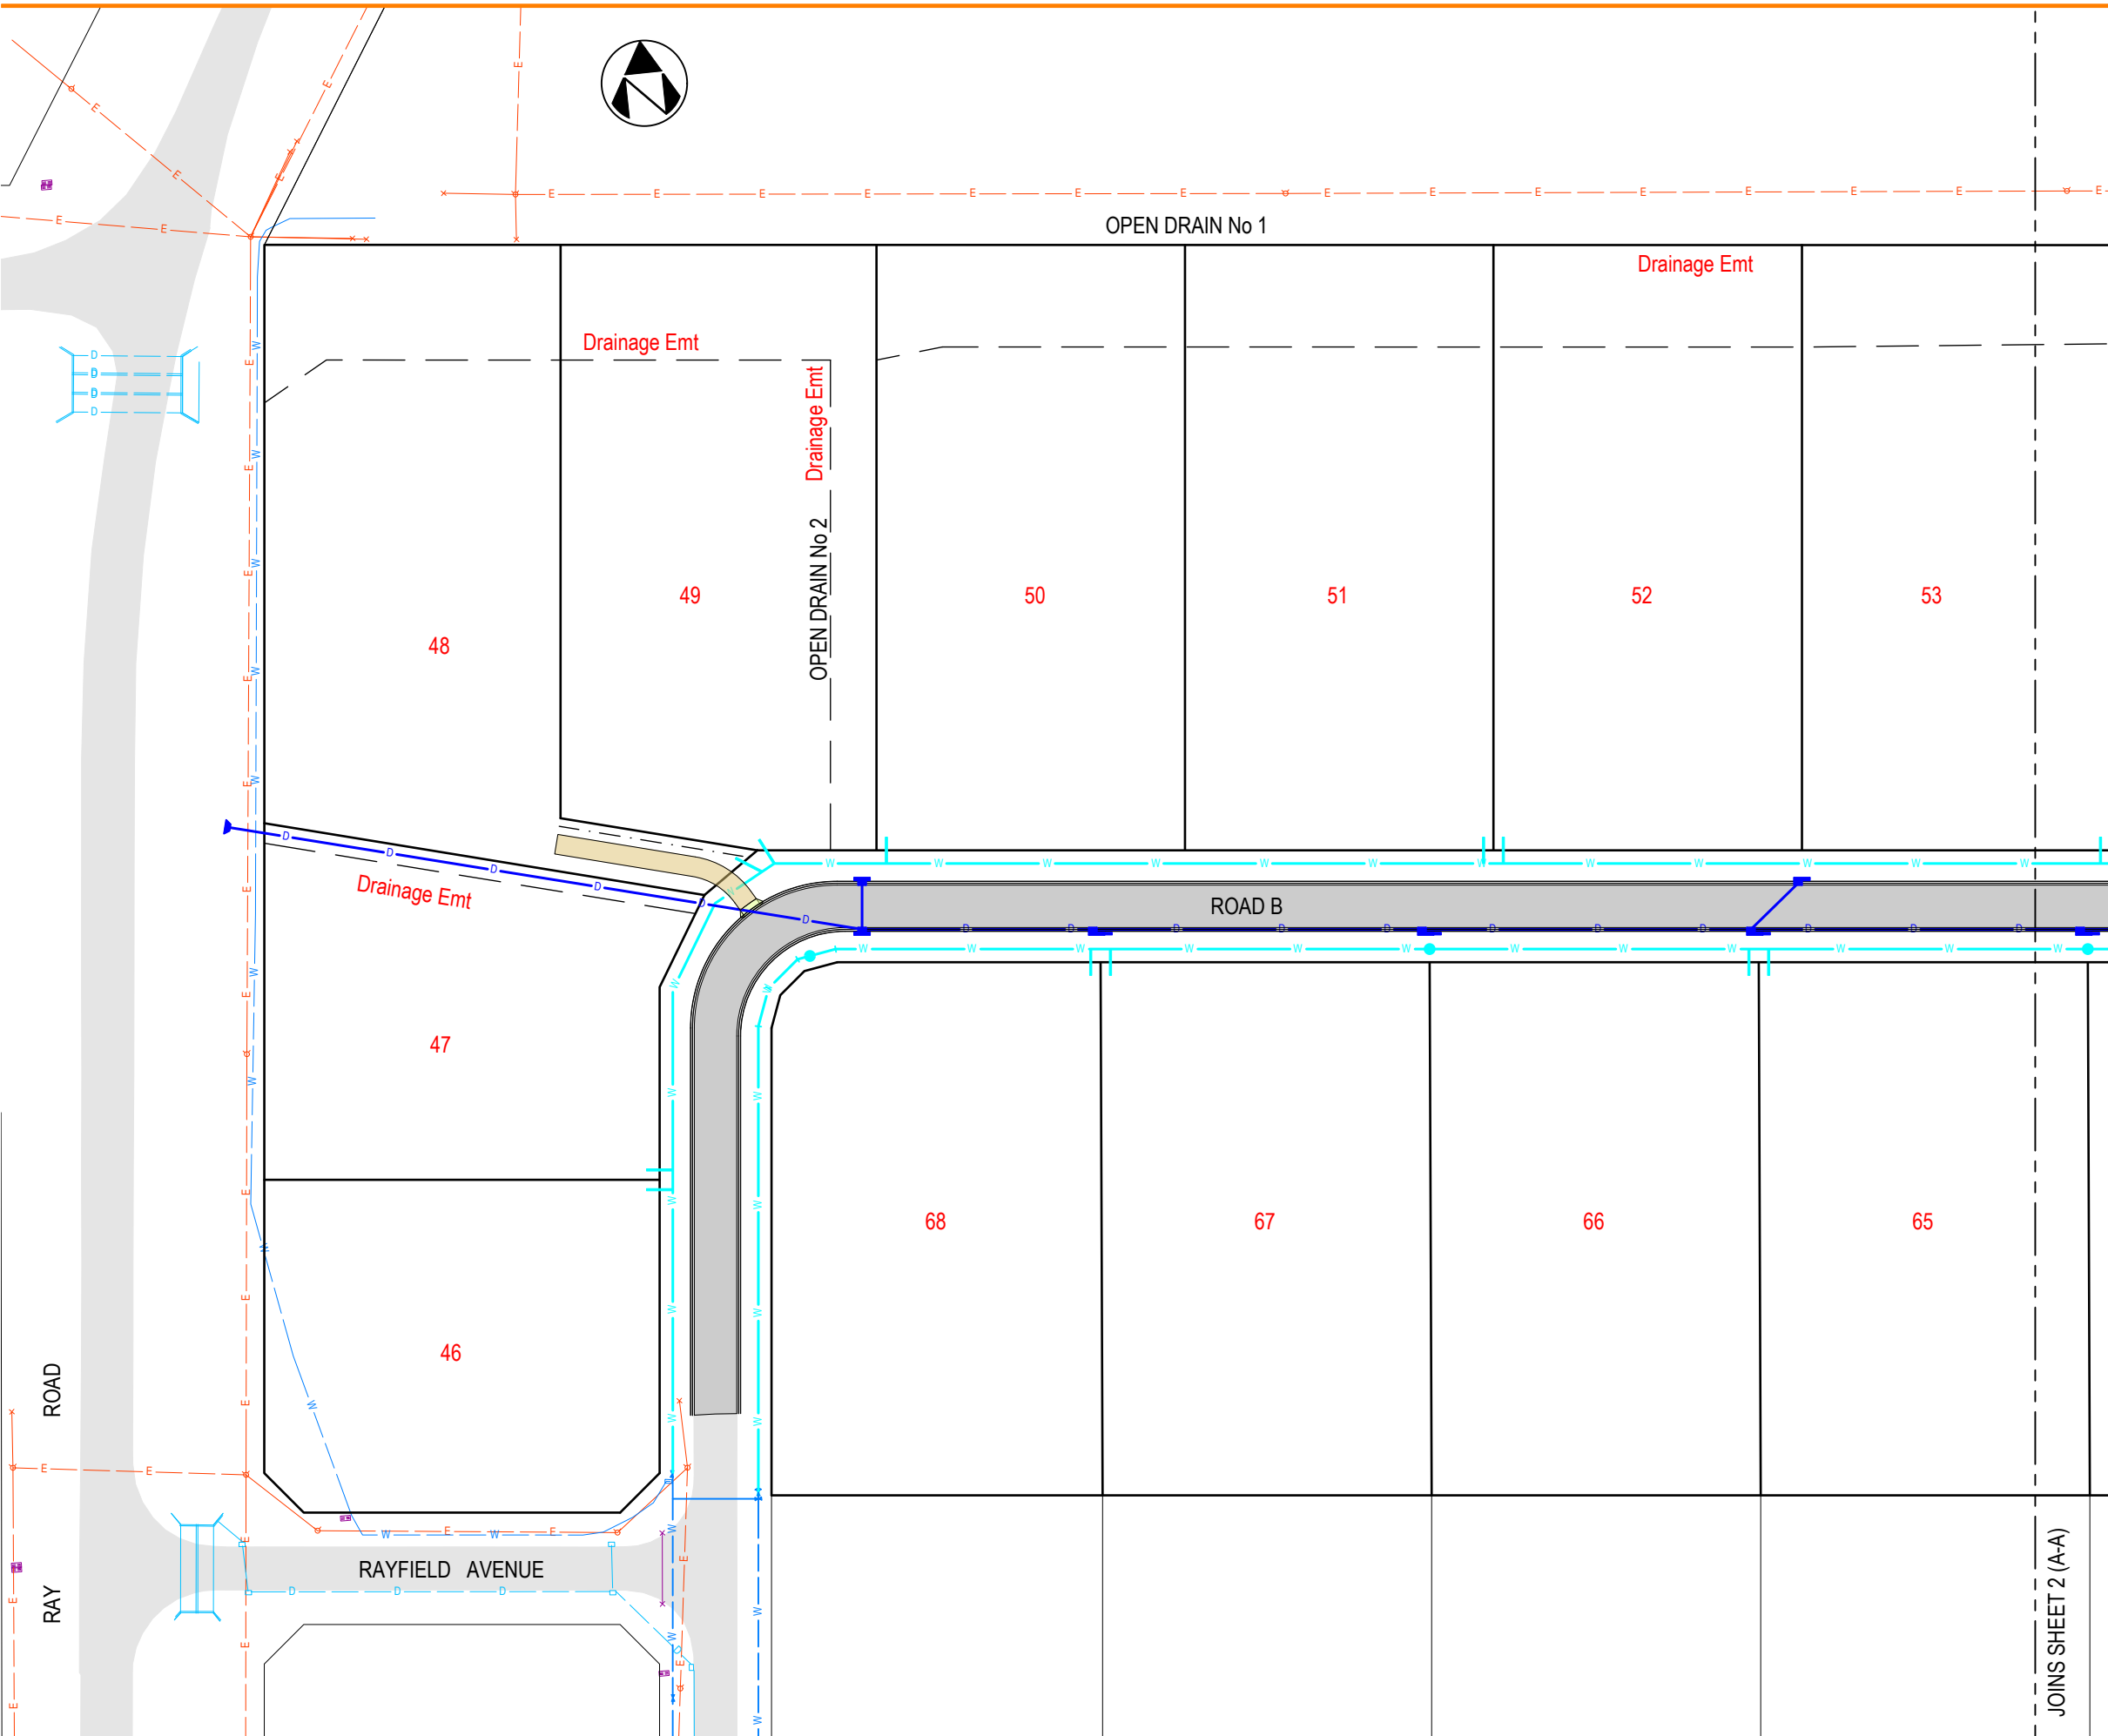 OPEN DRAIN No 1
Drainage Emt
Drainage Emt
Drainage Emt
OPEN DRAIN No 2
48
49
50
51
52
53
Drainage Emt
ROAD B
47
46
68
67
66
65
RAY ROAD
RAYFIELD AVENUE
JOINS SHEET 2 (A-A)